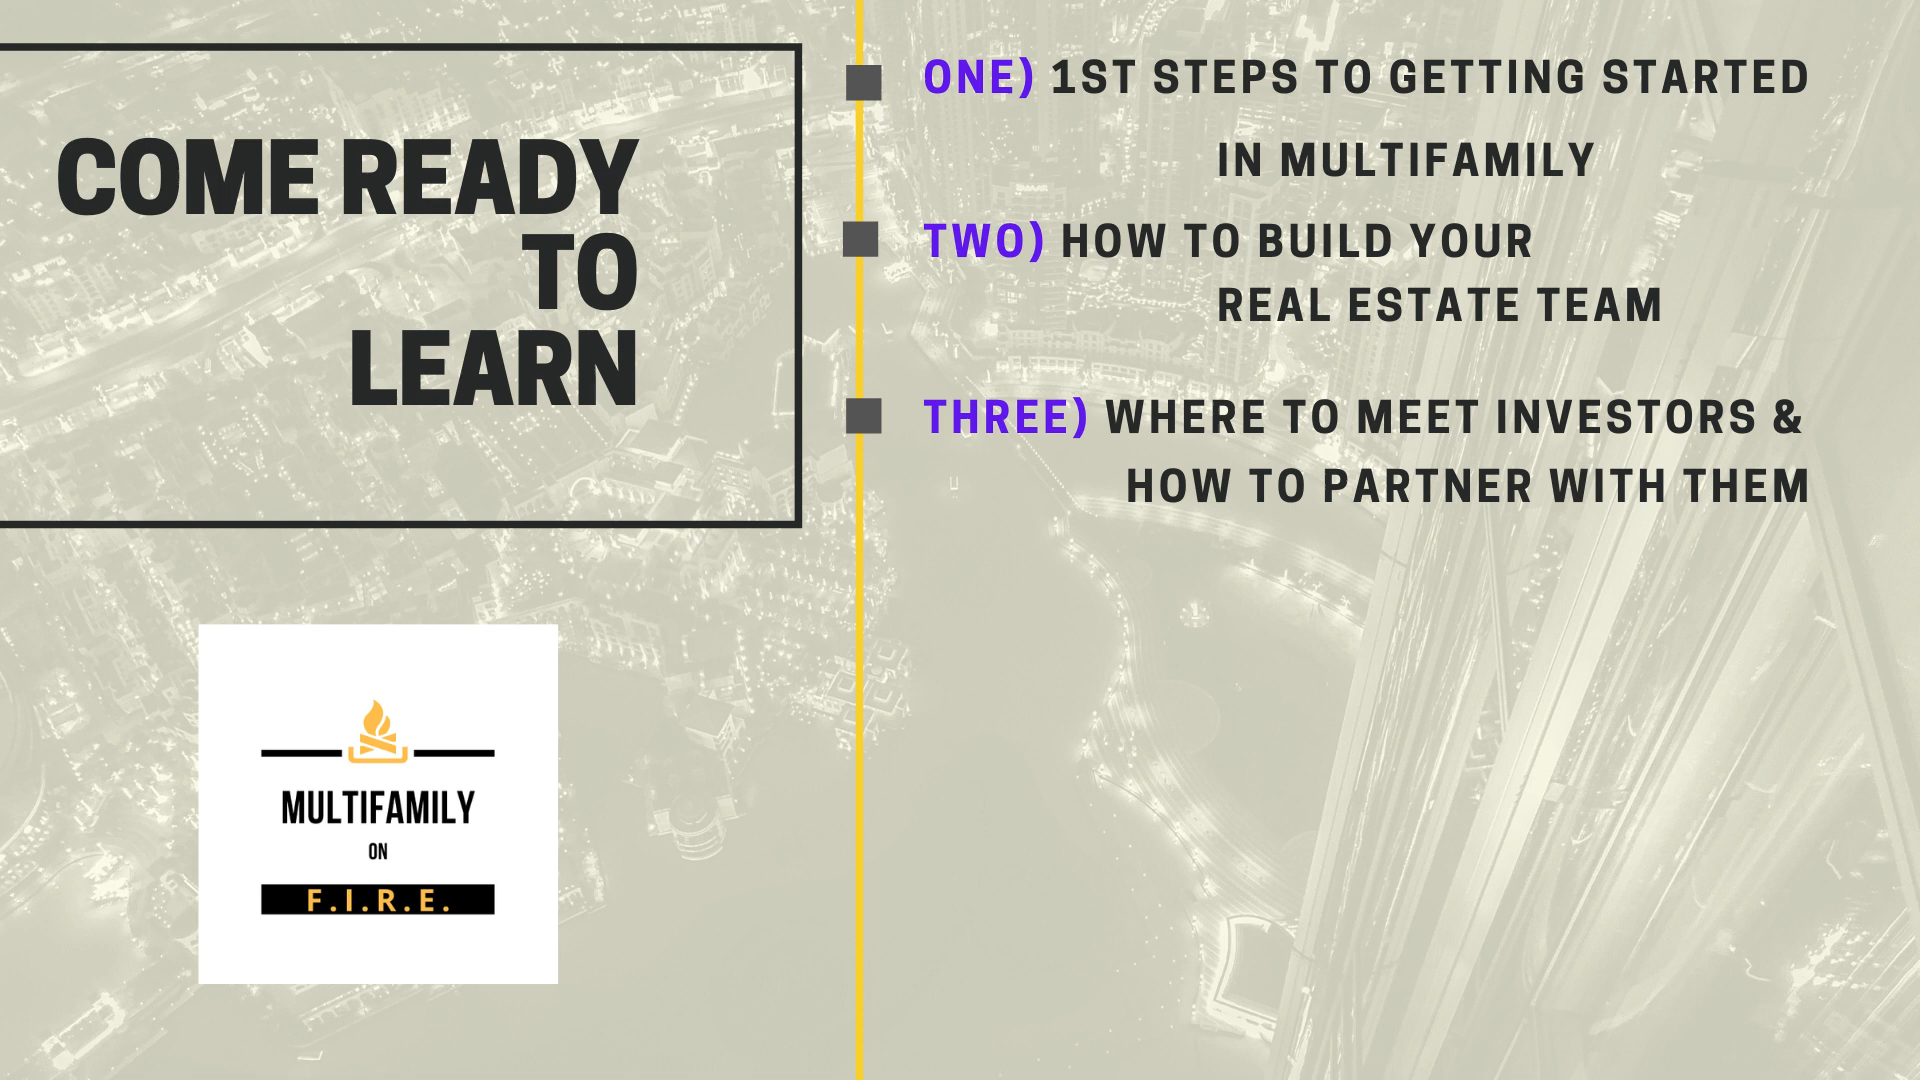 COME READY
TO
LEARN
ONE) 1ST STEPS TO GETTING STARTED
IN MULTIFAMILY
TWO) HOW TO BUILD YOUR
REAL ESTATE TEAM
THREE) WHERE TO MEET INVESTORS &
HOW TO PARTNER WITH THEM
MULTIFAMILY
ON
F.I.R.E.